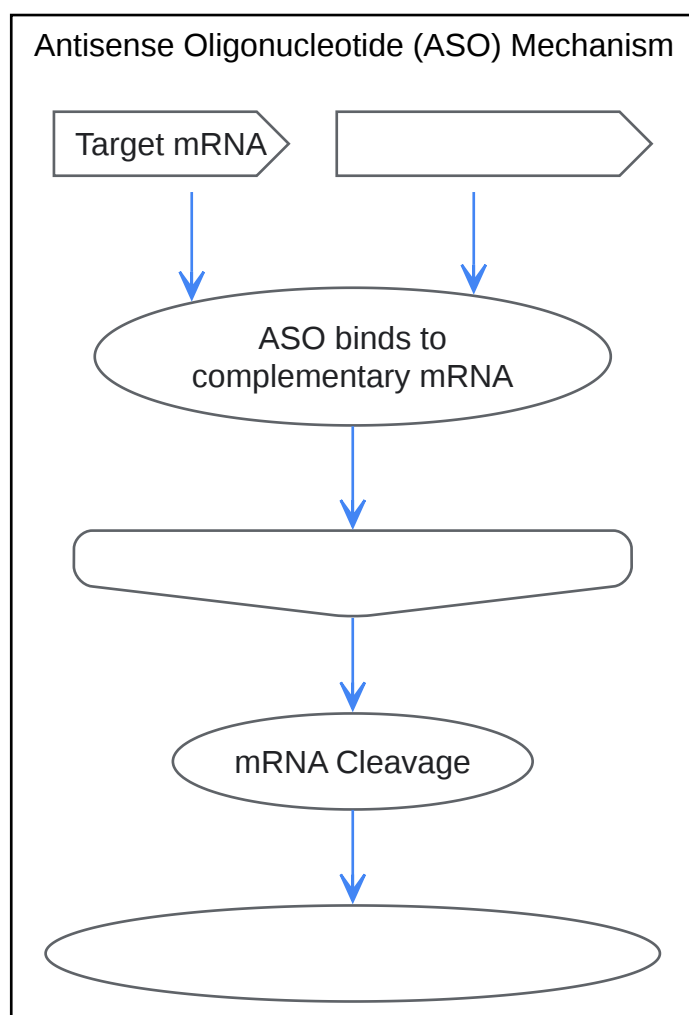 Antisense Oligonucleotide (ASO) Mechanism
Target mRNA
ASO binds to
complementary mRNA
mRNA Cleavage